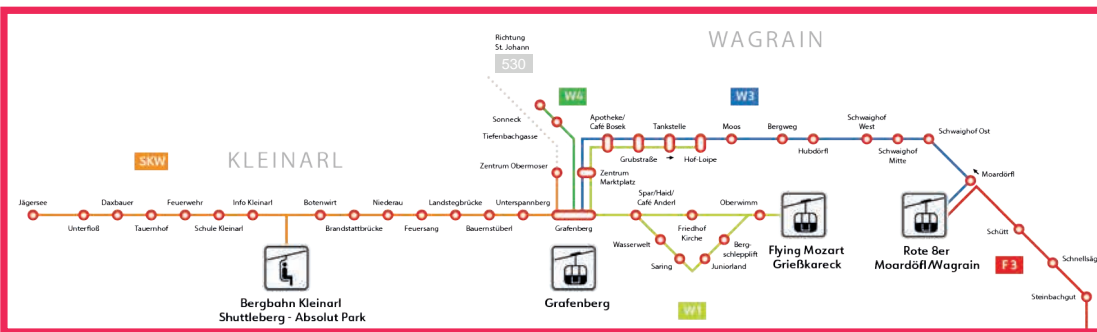 WAGRAIN
Richtung
St. Johann
530
W4
W3
Sonneck
Tiefenbachgasse
Apotheke/
Café Bosek
Tankstelle
Moos
Bergweg
Schwaighof
West
Schwaighof Ost
Grubstraße
Hof-Loipe
Hubdörfl
Schwaighof
Mitte
SKW
KLEINARL
Zentrum Obermoser
Zentrum
Marktplatz
Moardörfl
Jägersee
Daxbauer
Feuerwehr
Info Kleinarl
Botenwirt
Niederau
Landstegbrücke
Unterspannberg
Spar/Haid/
Café Anderl
Oberwimm
Unterfloß
Tauernhof
Schule Kleinarl
Brandstattbrücke
Feuersang
Bauernstüberl
Grafenberg
Friedhof
Kirche
Schütt
Wasserwelt
Berg-
schlepplift
Saring
Juniorland
Flying Mozart
Grießkareck
Rote 8er
Moardöfl/Wagrain
F3
Schnellsäg
Steinbachgut
Bergbahn Kleinarl
Shuttleberg - Absolut Park
Grafenberg
W1